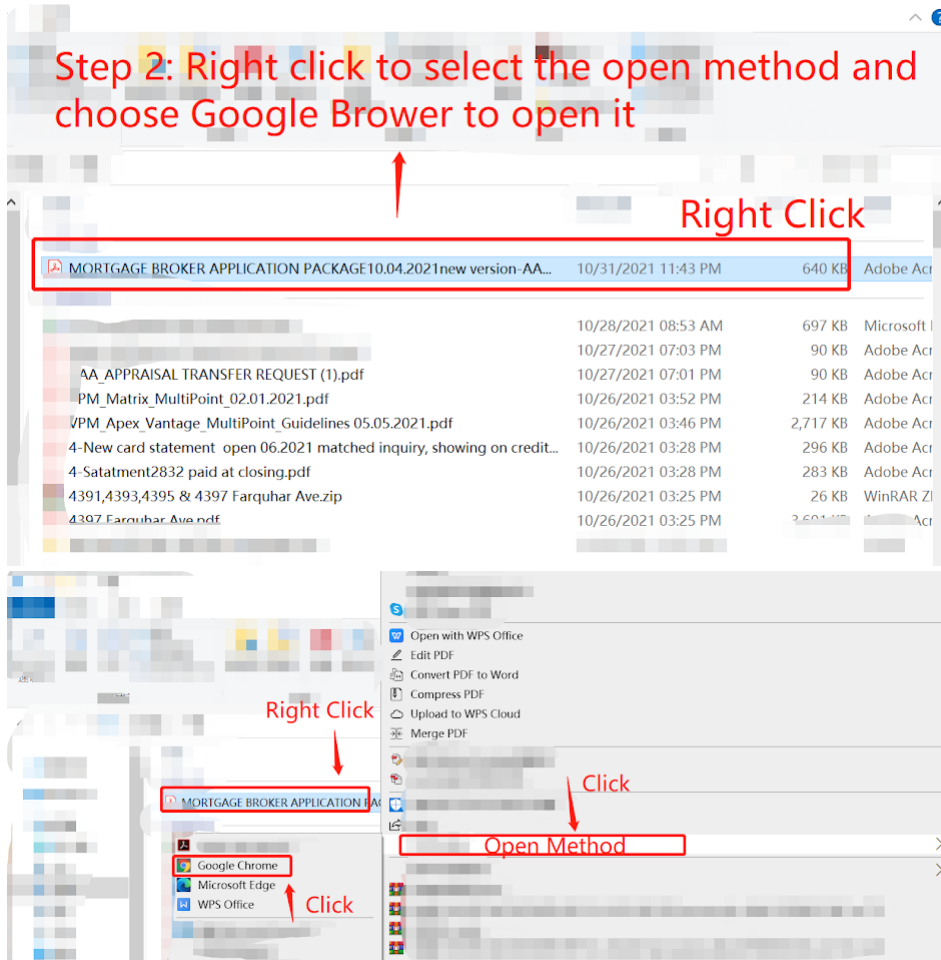 Step 2: Right click to select the open method and
choose Google Brower to open it
Right Click
MORTGAGE BROKER APPLICATION PACKAGE10.04.2021new version-AA... 10/31/2021 11:43 PM 640 KB Adobe Acr
10/28/2021 08:53 AM 697 KB Microsoft
10/27/2021 07:03 PM 90 KB Adobe Acr
AA_APPRAISAL TRANSFER REQUEST (1).pdf 10/27/2021 07:01 PM 90 KB Adobe Acr
PM_Matrix_MultiPoint_02.01.2021.pdf 10/26/2021 03:52 PM 214 KB Adobe Acr
VPM_Apex_Vantage_MultiPoint_Guidelines 05.05.2021.pdf 10/26/2021 03:46 PM 2,717 KB Adobe Acr
4-New card statement open 06.2021 matched inquiry, showing on credit... 10/26/2021 03:28 PM 296 KB Adobe Acr
4-Satatment2832 paid at closing.pdf 10/26/2021 03:28 PM 283 KB Adobe Acr
4391,4393,4395 & 4397 Farquhar Ave.zip 10/26/2021 03:25 PM 26 KB WinRAR ZI
4397 Farquhar Ave.pdf 10/26/2021 03:25 PM
Open with WPS Office
Edit PDF
Convert PDF to Word
Compress PDF
Upload to WPS Cloud
Merge PDF
Right Click
MORTGAGE BROKER APPLICATION PAC
Click
Open Method
Google Chrome
Microsoft Edge
WPS Office
Click